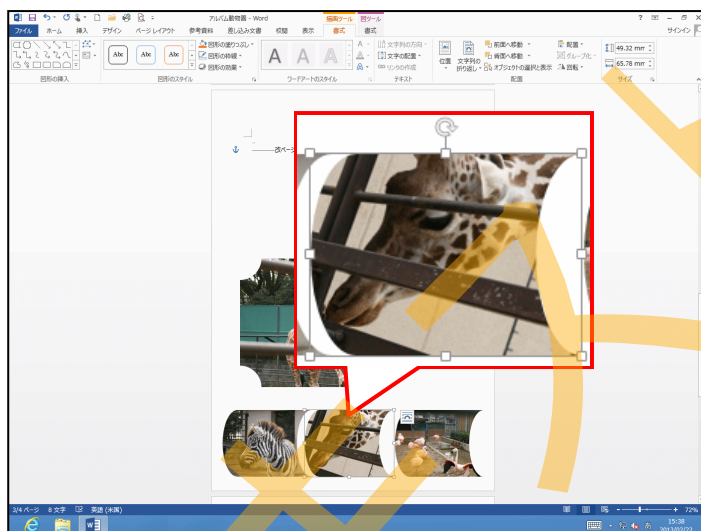 アルバム動物園 - Word
描画ツール 図ツール
サインイン
ファイル ホーム 挿入 デザイン ページ レイアウト 参考資料 差し込み文書 校閲 表示 書式 書式
Abc Abc Abc
図形の塗りつぶし
図形の枠線
図形の効果
A A A
文字列の方向
文字の配置
リンクの作成
位置 文字列の折り返し
前面へ移動
背面へ移動
オブジェクトの選択と表示
配置
グループ化
回転
49.32 mm
65.78 mm
図形の挿入 図形のスタイル ワードアートのスタイル テキスト 配置 サイズ
改ページ
3/4 ページ 8 文字 英語 (米国) 72%
15:38